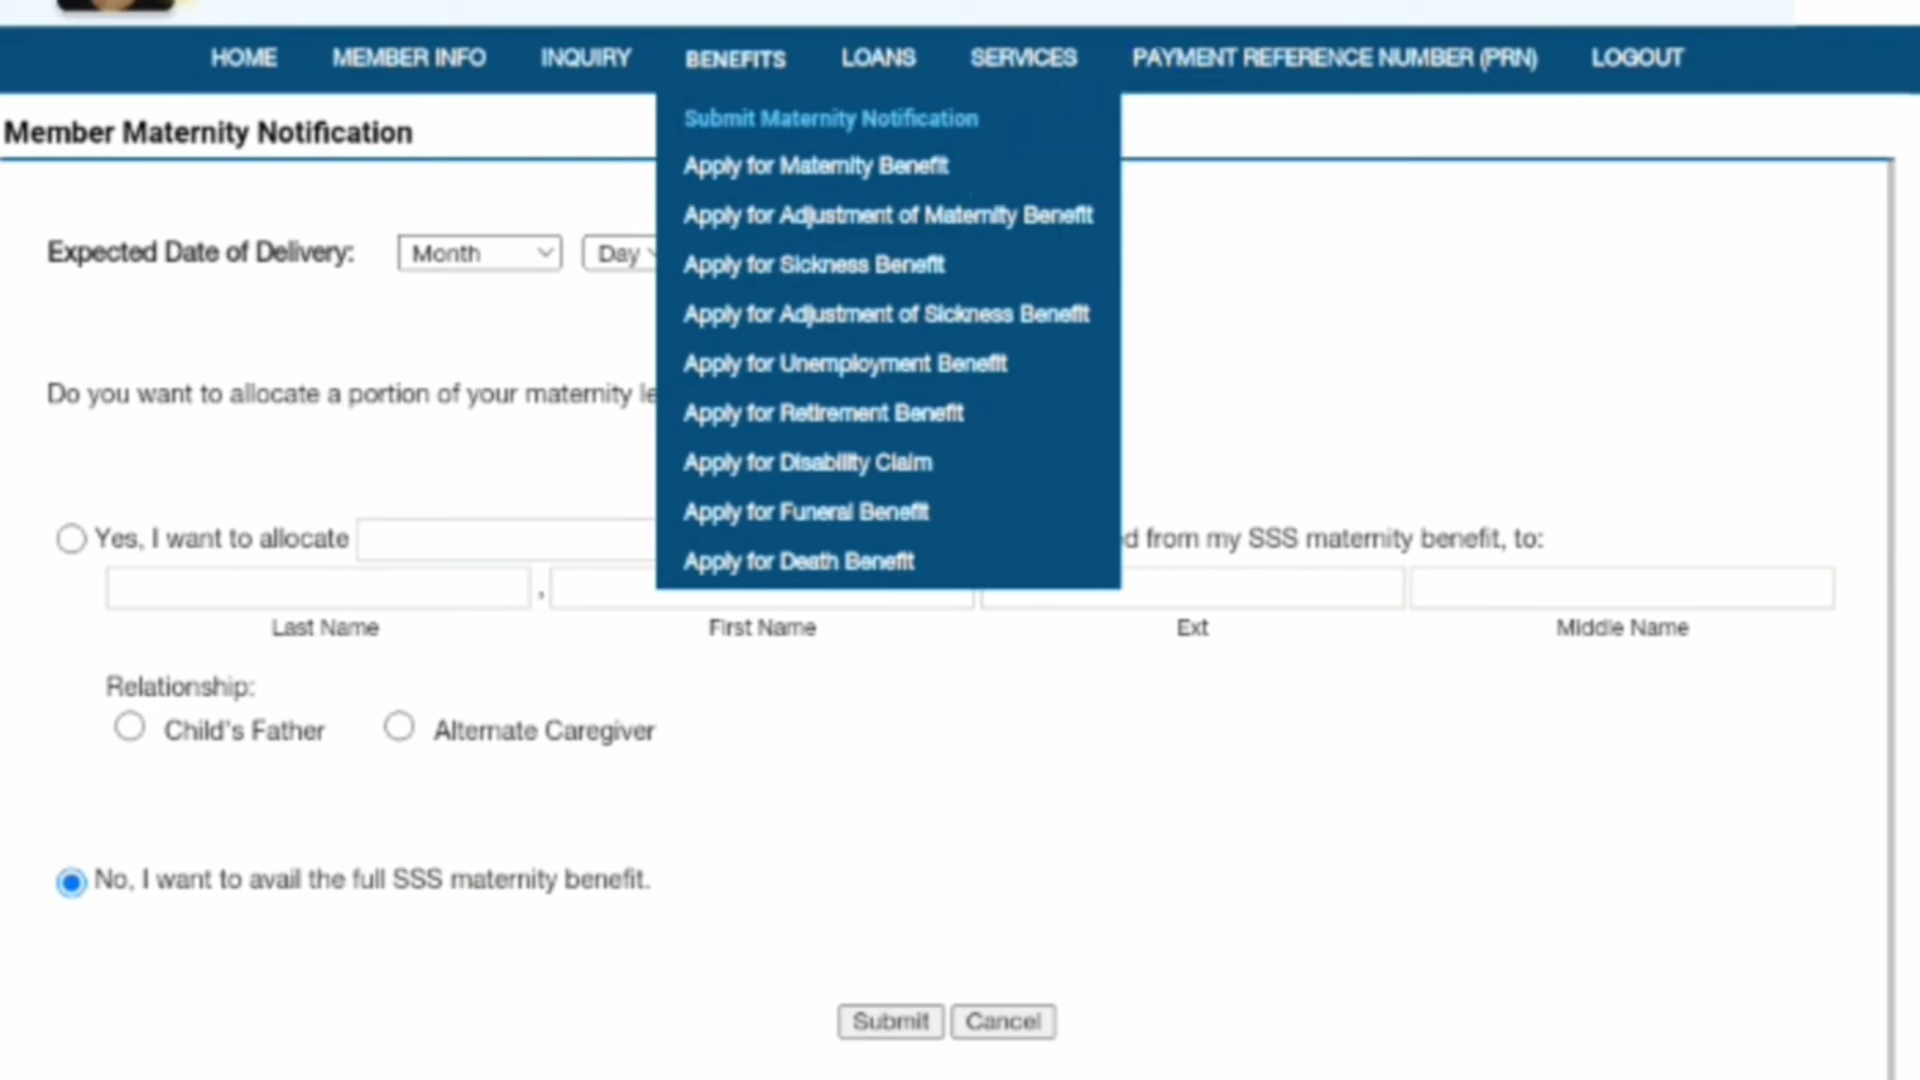 HOME MEMBER INFO INQUIRY BENEFITS LOANS SERVICES PAYMENT REFERENCE NUMBER (PRN) LOGOUT
Submit Maternity Notification
Apply for Maternity Benefit
Apply for Adjustment of Maternity Benefit
Apply for Sickness Benefit
Apply for Adjustment of Sickness Benefit
Apply for Unemployment Benefit
Apply for Retirement Benefit
Apply for Disability Claim
Apply for Funeral Benefit
Apply for Death Benefit
Member Maternity Notification
Expected Date of Delivery: Month Day
Do you want to allocate a portion of your maternity
Yes, I want to allocate from my SSS maternity benefit, to:
,
Last Name First Name Ext Middle Name
Relationship:
Child's Father Alternate Caregiver
No, I want to avail the full SSS maternity benefit.
Submit Cancel